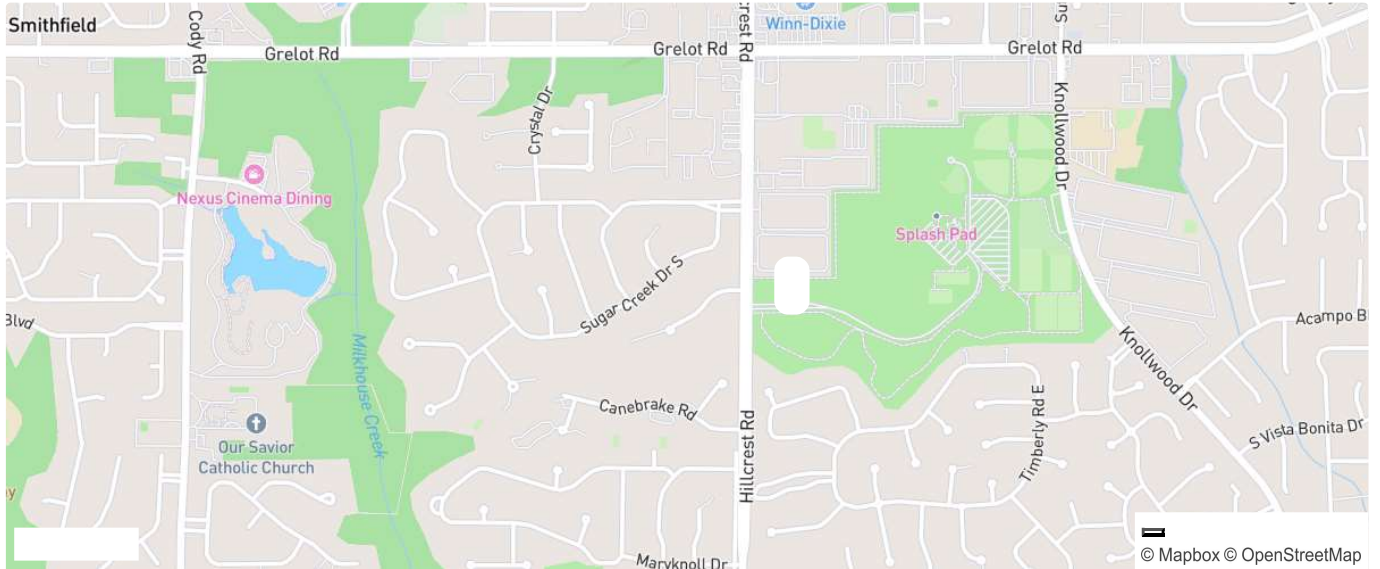 Smithfield
Cody Rd
Grelot Rd
Grelot Rd
crest Rd
Winn-Dixie
Grelot Rd
Crystal Dr
Knollwood Dr
Nexus Cinema Dining
Splash Pad
Sugar Creek Dr S
Blvd
Milkhouse Creek
Acampo B
Knollwood Dr
Canebrake Rd
Timberly Rd E
Our Savior
Catholic Church
Hillcrest Rd
S Vista Bonita Dr
Maryknoll Dr
© Mapbox © OpenStreetMap